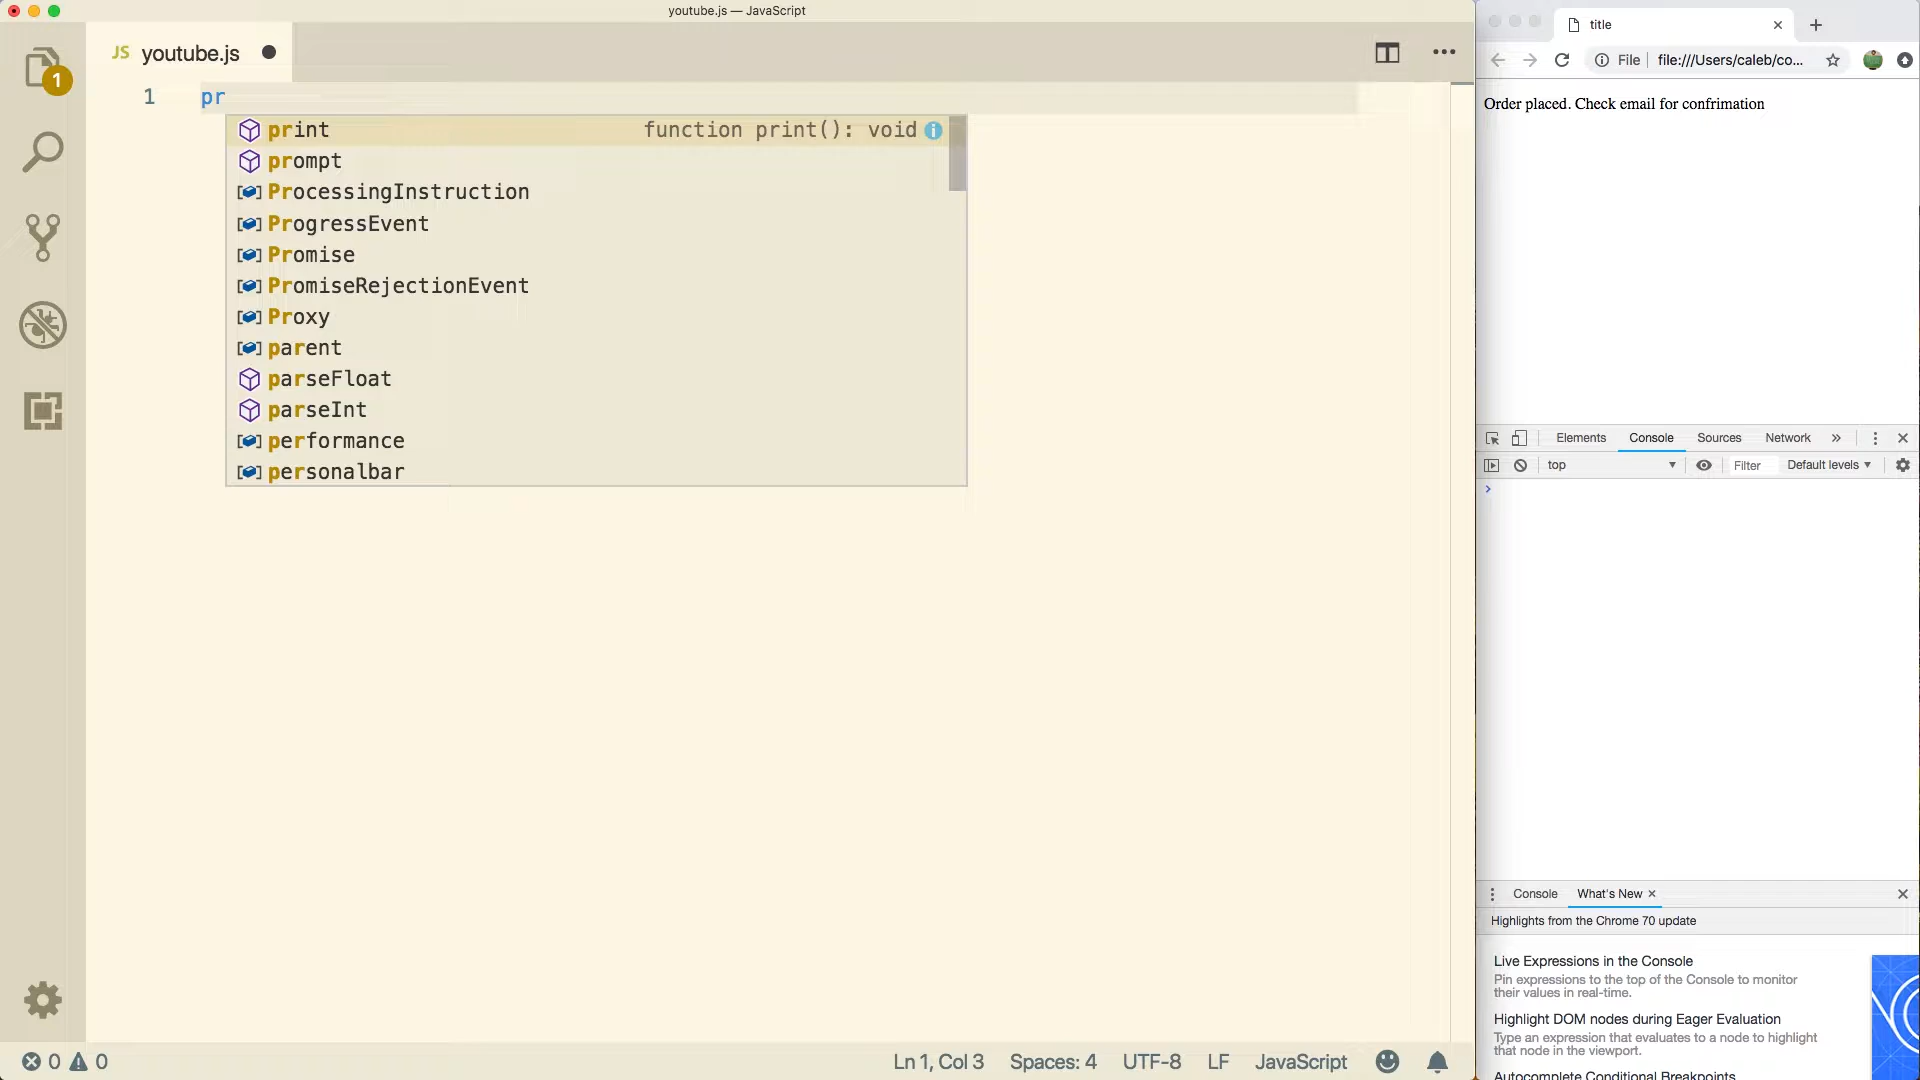 youtube.js — JavaScript
JS youtube.js
1
1 pr
print function print(): void
prompt
ProcessingInstruction
ProgressEvent
Promise
PromiseRejectionEvent
Proxy
parent
parseFloat
parseInt
performance
personalbar
0 0
Ln 1, Col 3 Spaces: 4 UTF-8 LF JavaScript
title
File file:///Users/caleb/co...
Order placed. Check email for confrimation
Elements Console Sources Network »
top Filter Default levels
Console What's New
Highlights from the Chrome 70 update
Live Expressions in the Console
Pin expressions to the top of the Console to monitor
their values in real-time.
Highlight DOM nodes during Eager Evaluation
Type an expression that evaluates to a node to highlight
that node in the viewport.
Autocomplete Conditional Breakpoints